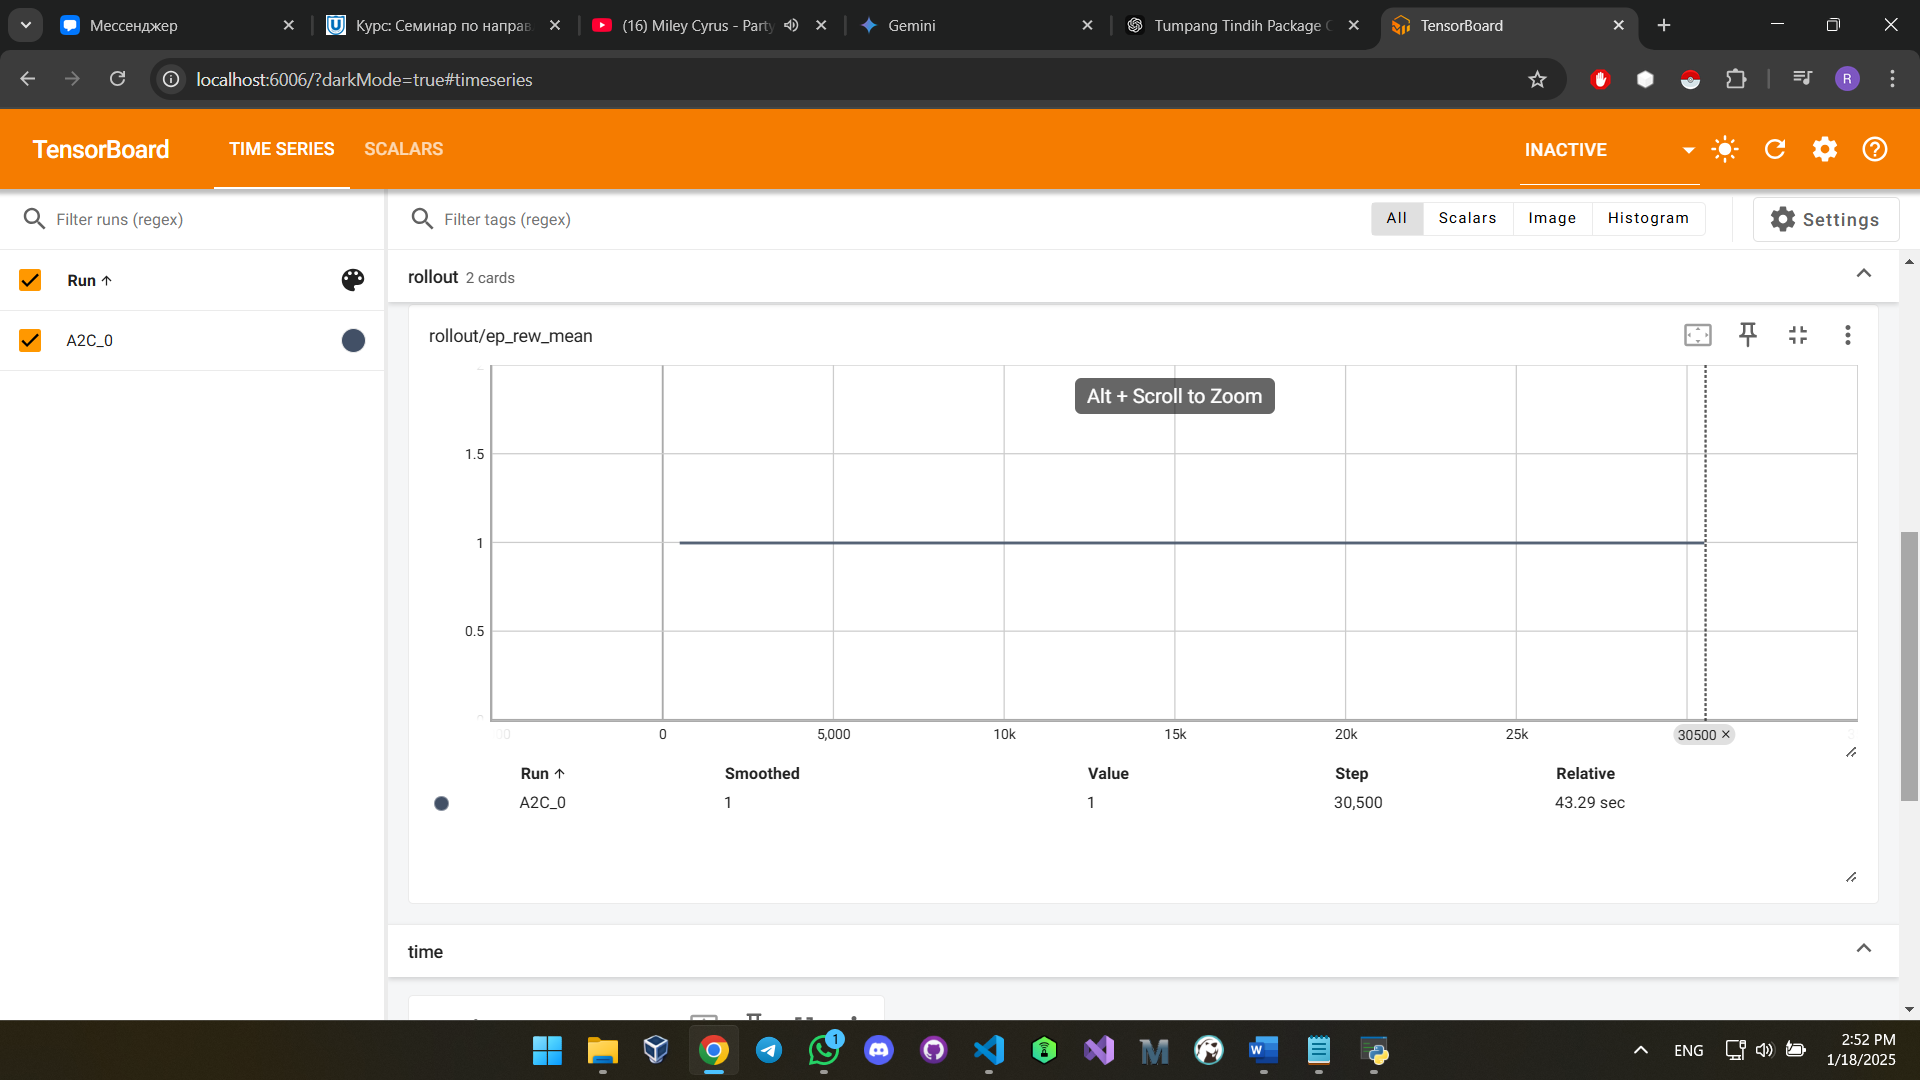 Мессенджер
Курс: Семинар по направ
(16) Miley Cyrus - Party
Gemini
Tumpang Tindih Package C
TensorBoard
localhost:6006/?darkMode=true#timeseries
R
TensorBoard
TIME SERIES
SCALARS
INACTIVE
Filter runs (regex)
Filter tags (regex)
All
Scalars
Image
Histogram
Settings
Run
A2C_0
rollout 2 cards
rollout/ep_rew_mean
Alt + Scroll to Zoom
1.5
1
0.5
0 5,000 10k 15k 20k 25k 30500
Run Smoothed Value Step Relative
A2C_0 1 1 30,500 43.29 sec
time
1
ENG
2:52 PM
1/18/2025